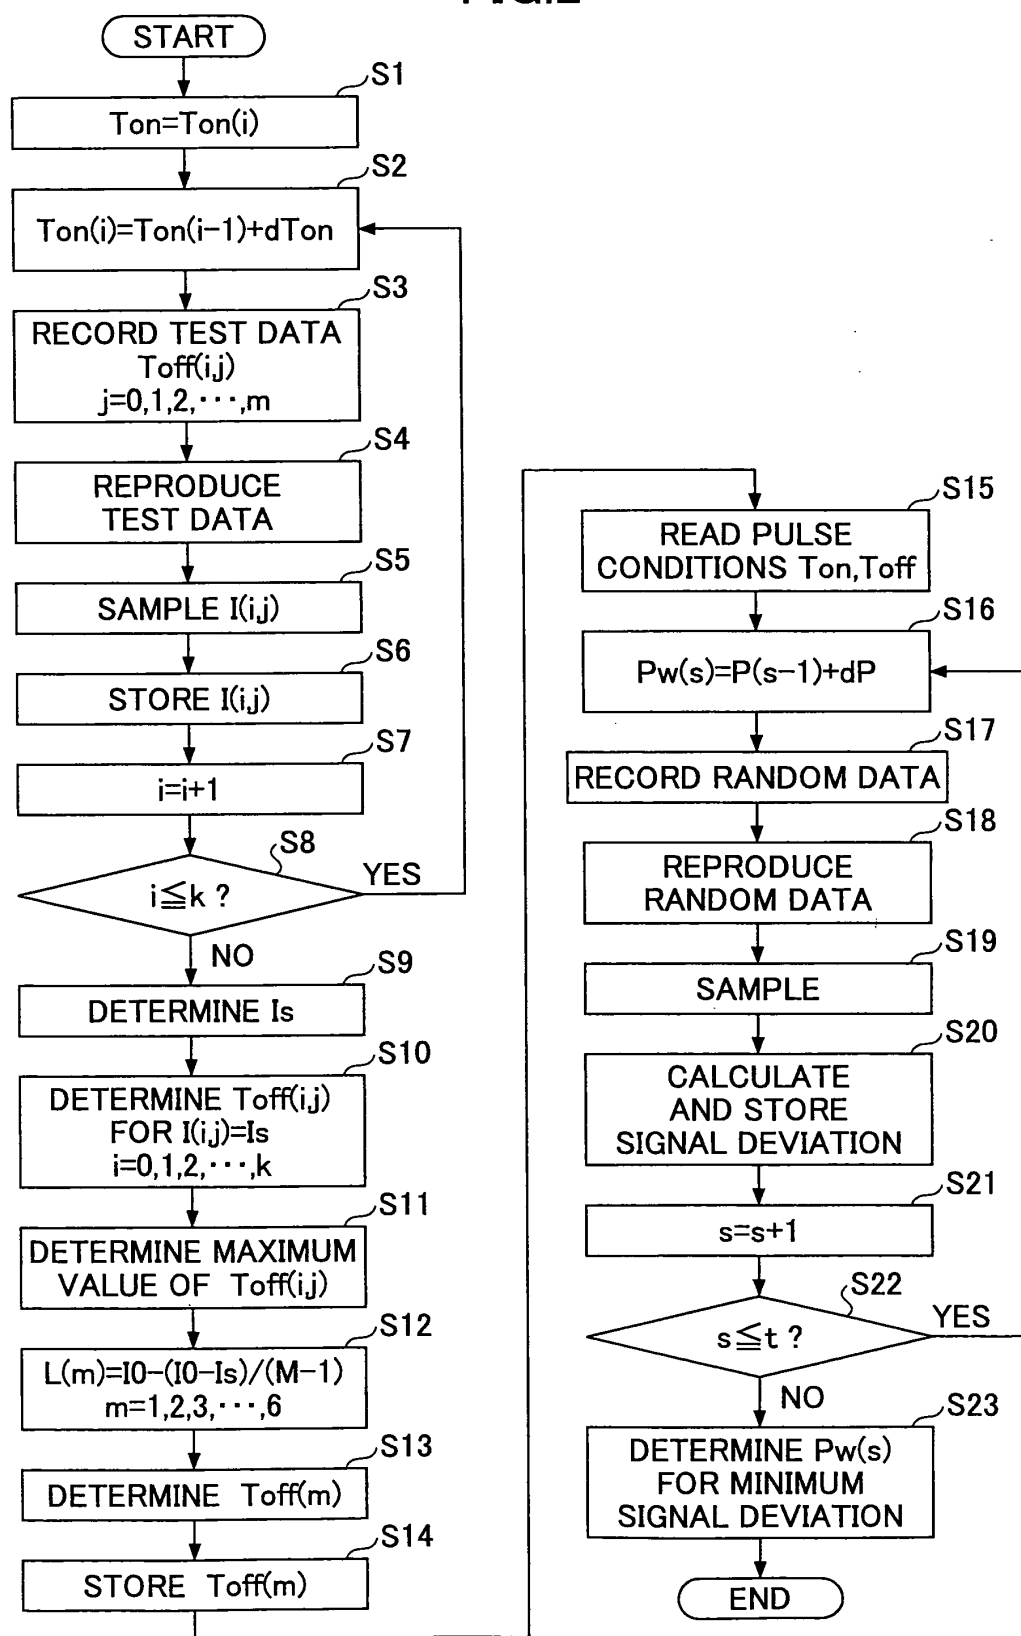 FIG.2
START
S1
Ton=Ton(i)
S2
Ton(i)=Ton(i-1)+dTon
S3
RECORD TEST DATA
Toff(i,j)
j=0,1,2,···,m
S4
REPRODUCE
TEST DATA
S5
SAMPLE I(i,j)
S6
STORE I(i,j)
S7
i=i+1
S8
i≦k ?
YES
NO
S9
DETERMINE Is
S10
DETERMINE Toff(i,j)
FOR I(i,j)=Is
i=0,1,2,···,k
S11
DETERMINE MAXIMUM
VALUE OF Toff(i,j)
S12
L(m)=I0-(I0-Is)/(M-1)
m=1,2,3,···,6
S13
DETERMINE Toff(m)
S14
STORE Toff(m)
S15
READ PULSE
CONDITIONS Ton,Toff
S16
Pw(s)=P(s-1)+dP
S17
RECORD RANDOM DATA
S18
REPRODUCE
RANDOM DATA
S19
SAMPLE
S20
CALCULATE
AND STORE
SIGNAL DEVIATION
S21
s=s+1
S22
s≦t ?
YES
NO
S23
DETERMINE Pw(s)
FOR MINIMUM
SIGNAL DEVIATION
END